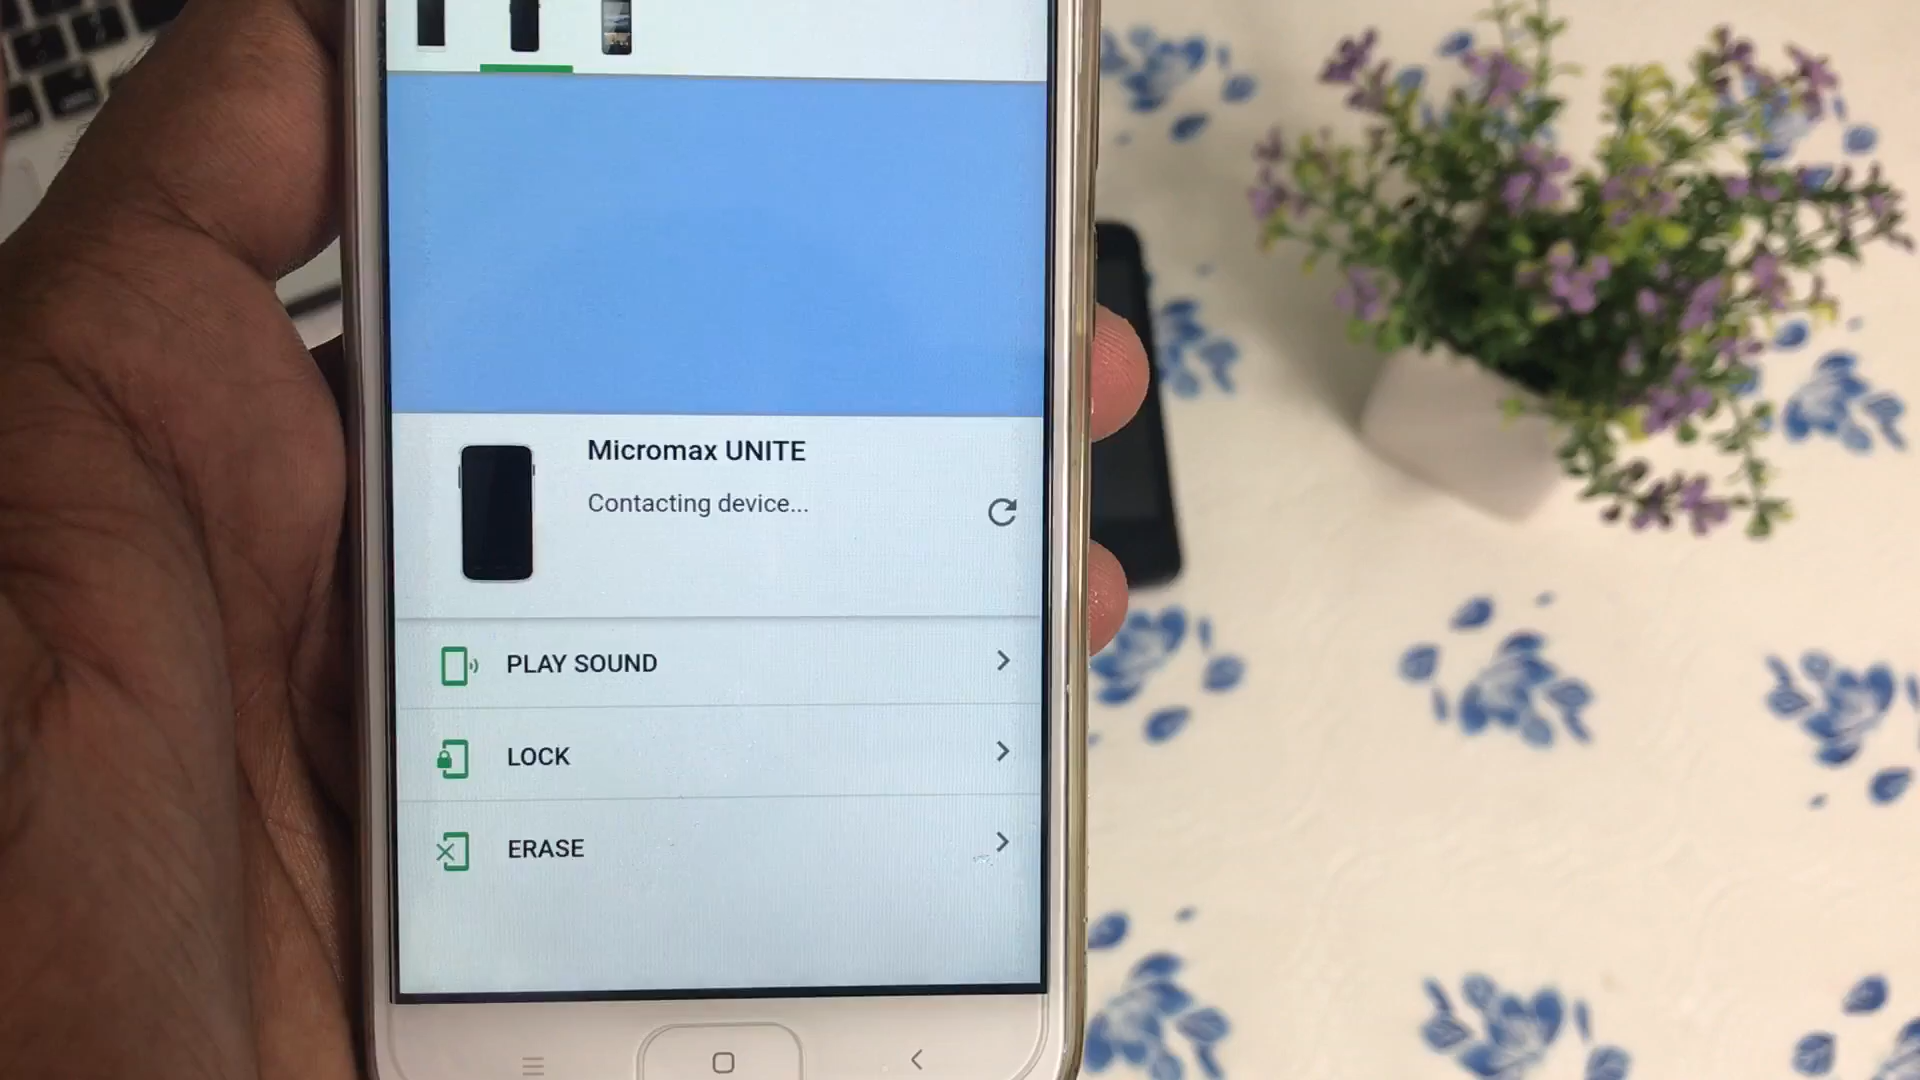 Micromax UNITE
Contacting device...
PLAY SOUND
LOCK
ERASE